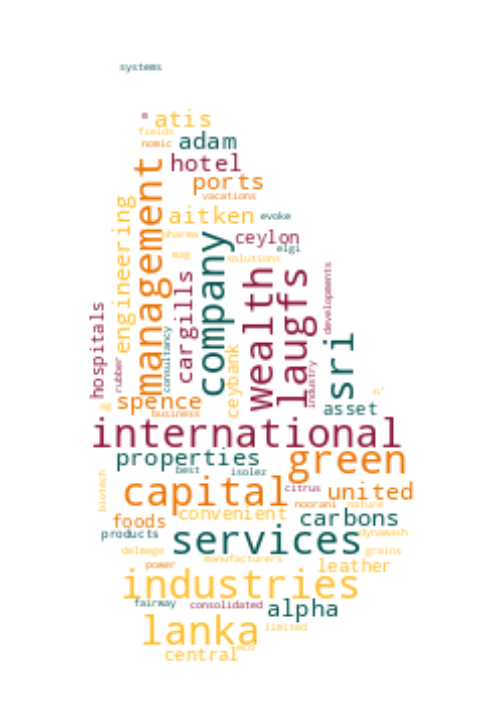 systems
atis
fields
nomic
adam
hotel
ports
vacations
aitken
evoke
pharma
ceylon
elgi
mag
solutions
engineering
management
company
cargills
wealth
laugfs
developments
hospitals
rubber
consultancy
ceybank
industry
sri
n'
spence
business
asset
international
properties
green
best
isolez
biotech
capital
citrus
united
noorani
nature
convenient
foods
carbons
products
services
dynawash
delmege
manufacturers
grains
power
leather
industries
fairway
consolidated
alpha
lanka
limited
central
eco